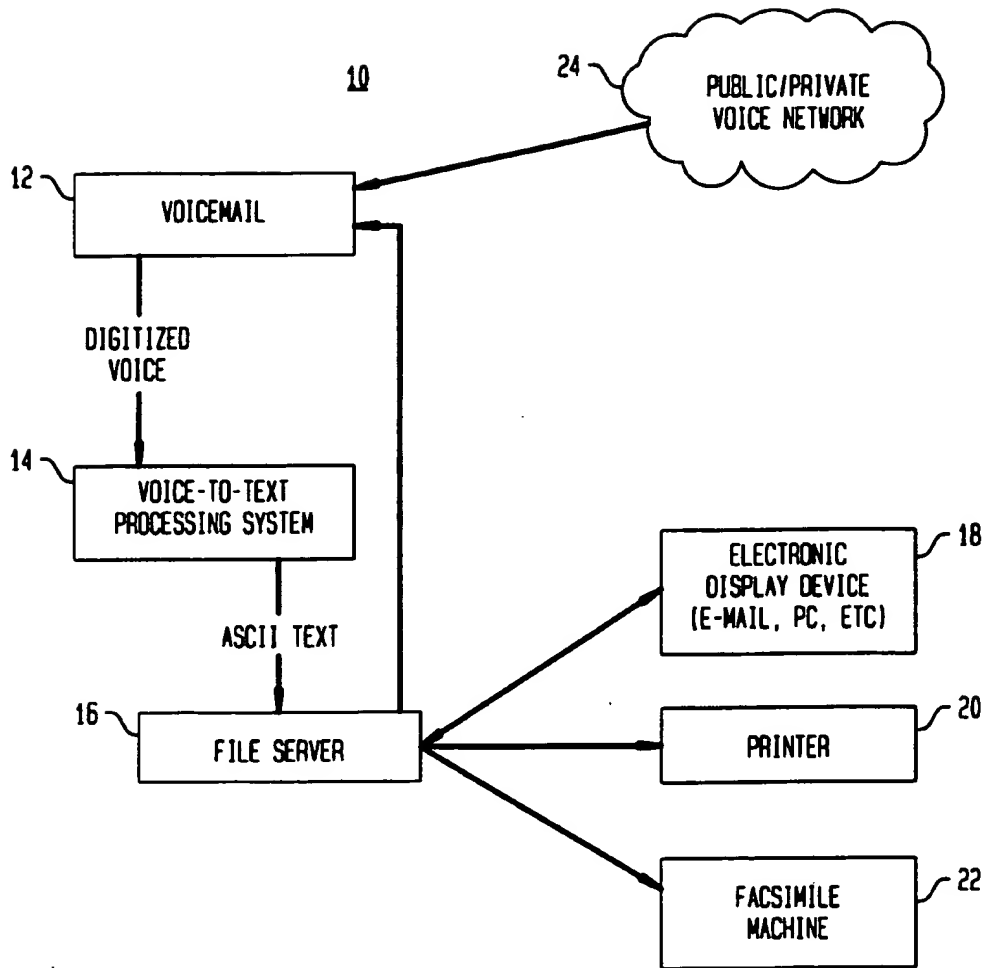 10
24
PUBLIC/PRIVATE
VOICE NETWORK
12
VOICEMAIL
DIGITIZED
VOICE
14
VOICE-TO-TEXT
PROCESSING SYSTEM
ASCII TEXT
16
FILE SERVER
18
ELECTRONIC
DISPLAY DEVICE
(E-MAIL, PC, ETC)
20
PRINTER
22
FACSIMILE
MACHINE